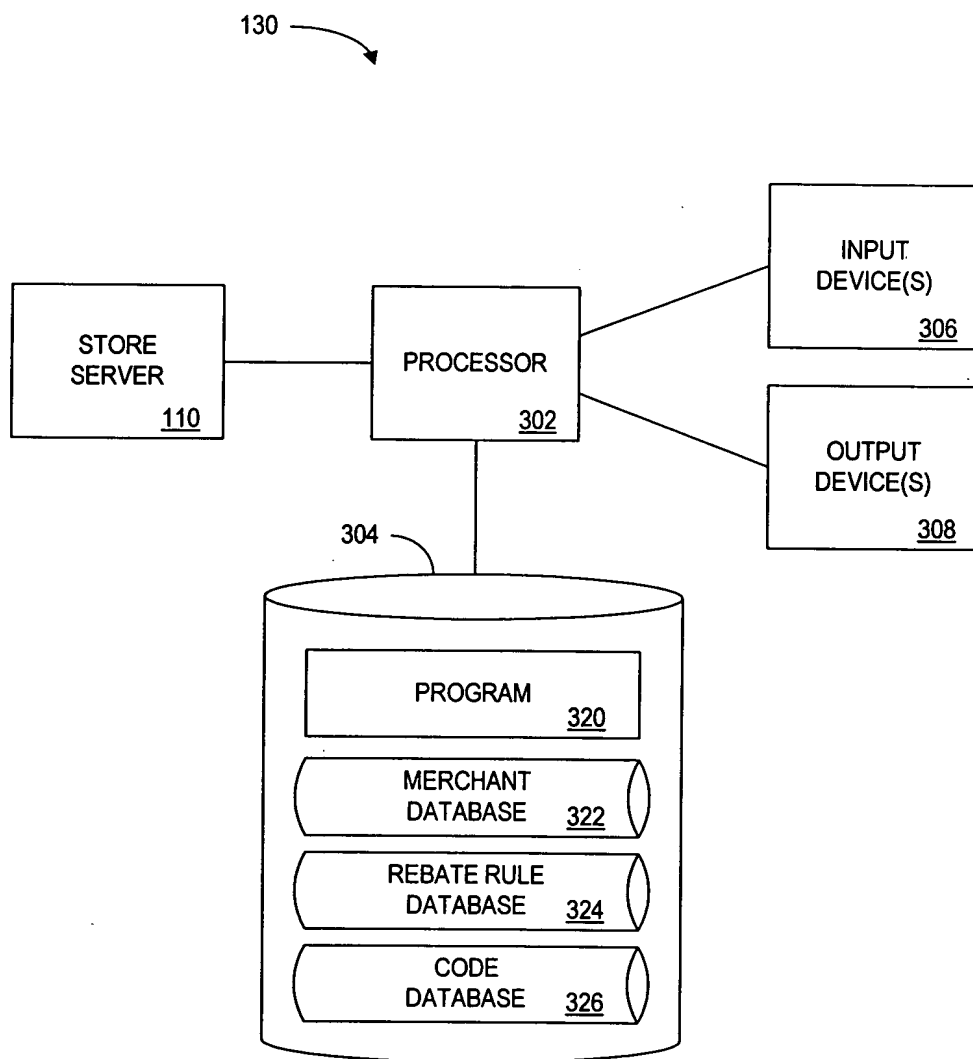 130
INPUT
DEVICE(S)
306
STORE
SERVER
110
PROCESSOR
302
OUTPUT
DEVICE(S)
308
304
PROGRAM
320
MERCHANT
DATABASE
322
REBATE RULE
DATABASE
324
CODE
DATABASE
326